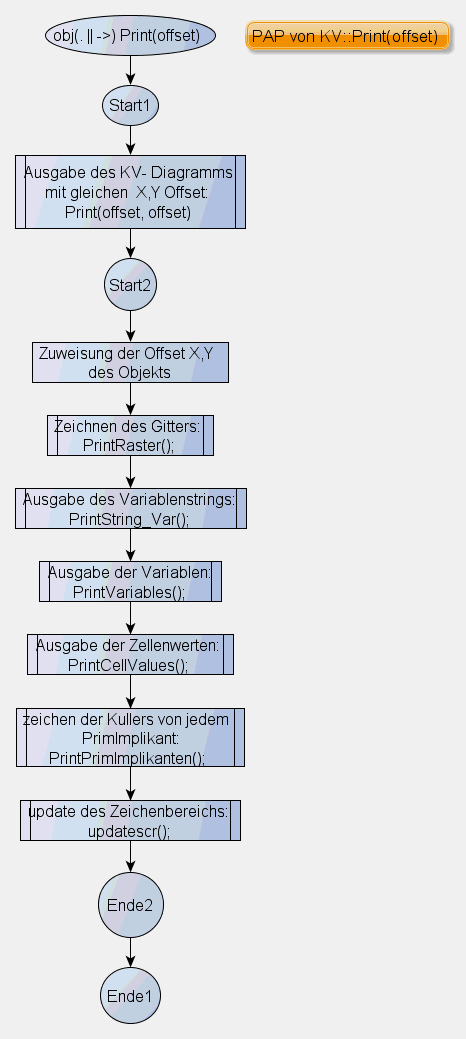 obj(. || ->) Print(offset)
PAP von KV::Print(offset)
Start1
Ausgabe des KV- Diagramms
mit gleichen X,Y Offset:
Print(offset, offset)
Start2
Zuweisung der Offset X,Y
des Objekts
Zeichnen des Gitters:
PrintRaster();
Ausgabe des Variablenstrings:
PrintString_Var();
Ausgabe der Variablen:
PrintVariables();
Ausgabe der Zellenwerten:
PrintCellValues();
zeichen der Kullers von jedem
PrimImplikant:
PrintPrimImplikanten();
update des Zeichenbereichs:
updatescr();
Ende2
Ende1